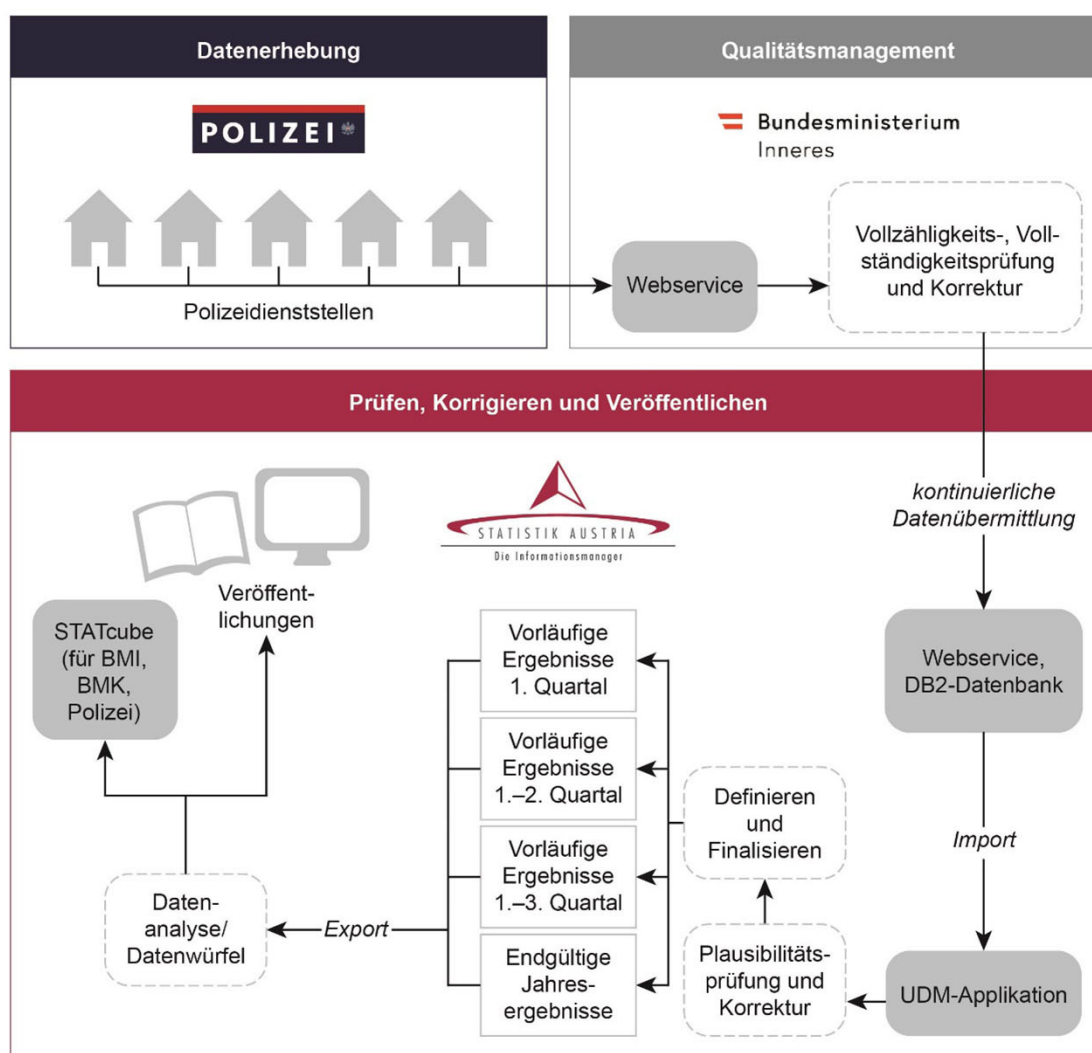 Datenerhebung
POLIZEI
Polizeidienststellen
Qualitätsmanagement
Bundesministerium
Inneres
Webservice
Vollzähligkeits-, Voll-
ständigkeitsprüfung
und Korrektur
Prüfen, Korrigieren und Veröffentlichen
kontinuierliche
Datenübermittlung
STATISTIK AUSTRIA
Die Informationsmanager
Veröffent-
lichungen
STATcube
(für BMI,
BMK,
Polizei)
Webservice,
DB2-Datenbank
Import
UDM-Applikation
Plausibilitäts-
prüfung und
Korrektur
Definieren
und
Finalisieren
Vorläufige
Ergebnisse
1. Quartal
Vorläufige
Ergebnisse
1.–2. Quartal
Vorläufige
Ergebnisse
1.–3. Quartal
Endgültige
Jahres-
ergebnisse
Export
Daten-
analyse/
Datenwürfel